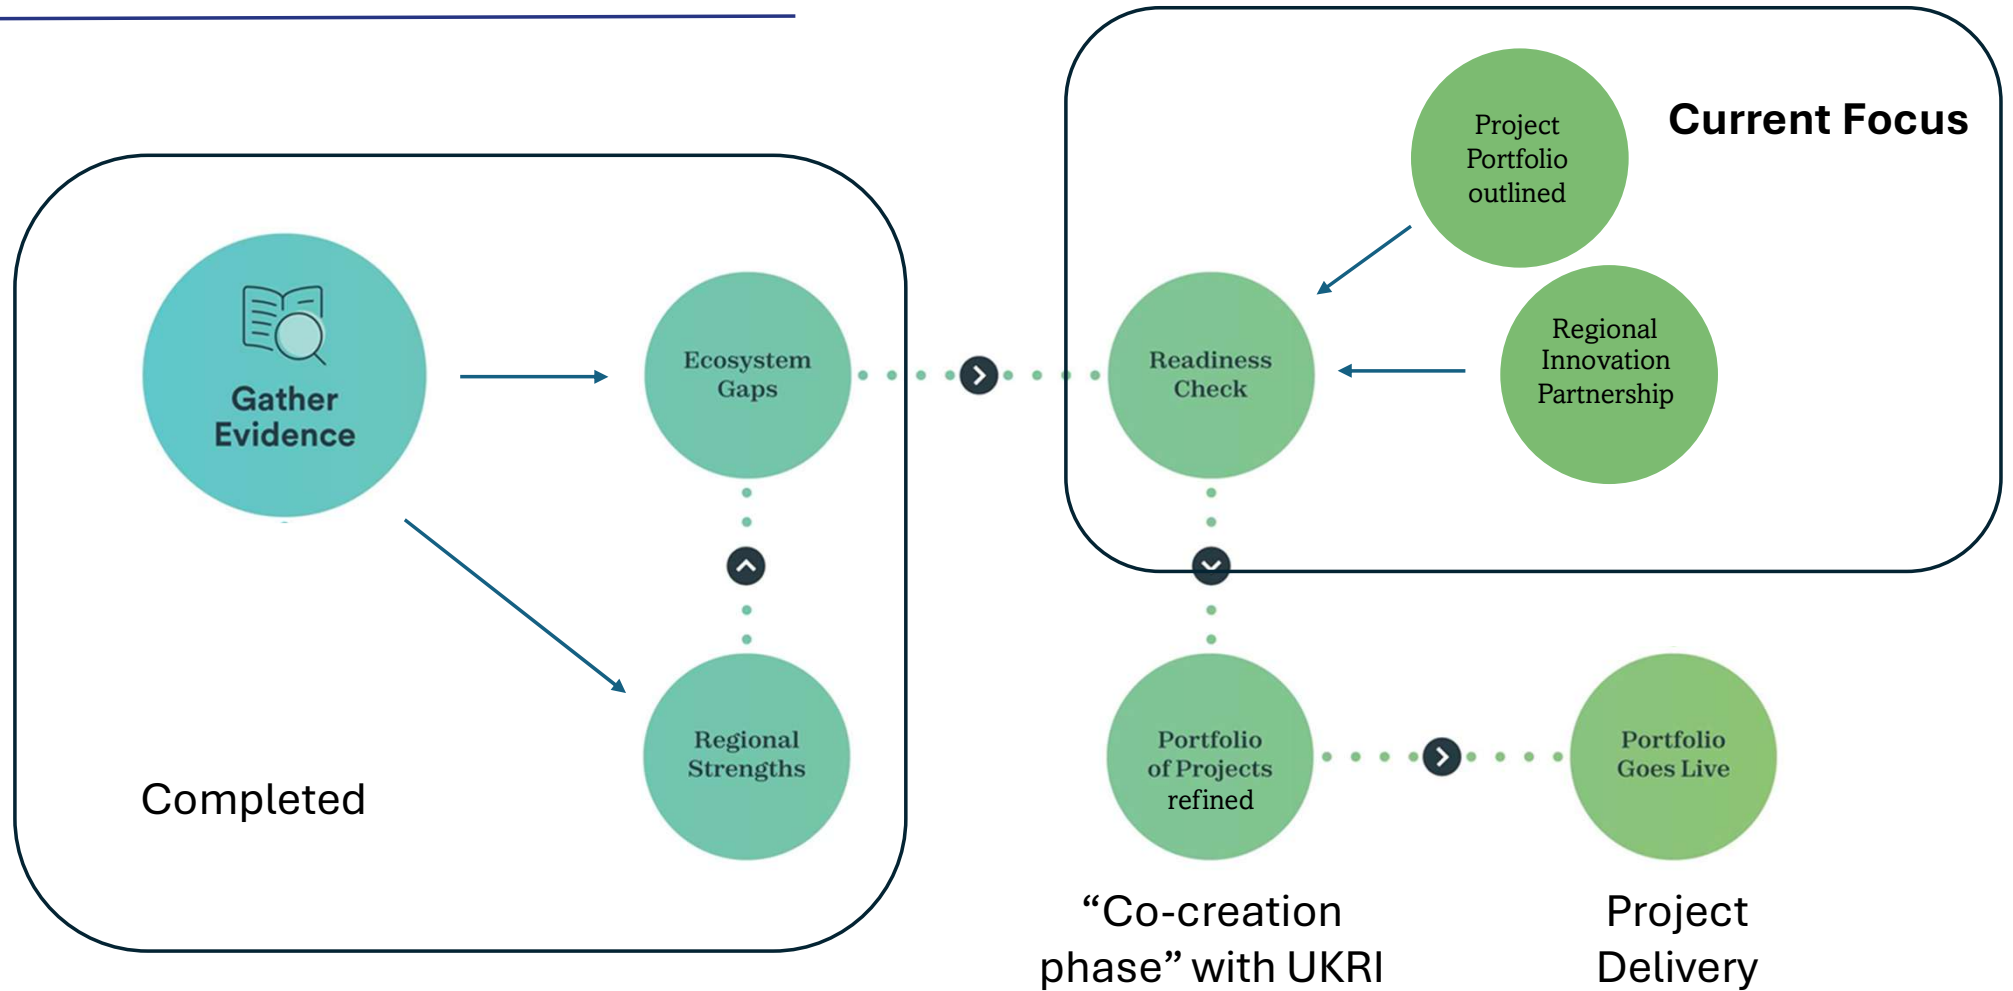 Current Focus
Project
Portfolio
outlined
Gather
Evidence
Ecosystem
Gaps
Readiness
Check
Regional
Innovation
Partnership
Completed
Regional
Strengths
Portfolio
of Projects
refined
Portfolio
Goes Live
“Co-creation
phase” with UKRI
Project
Delivery